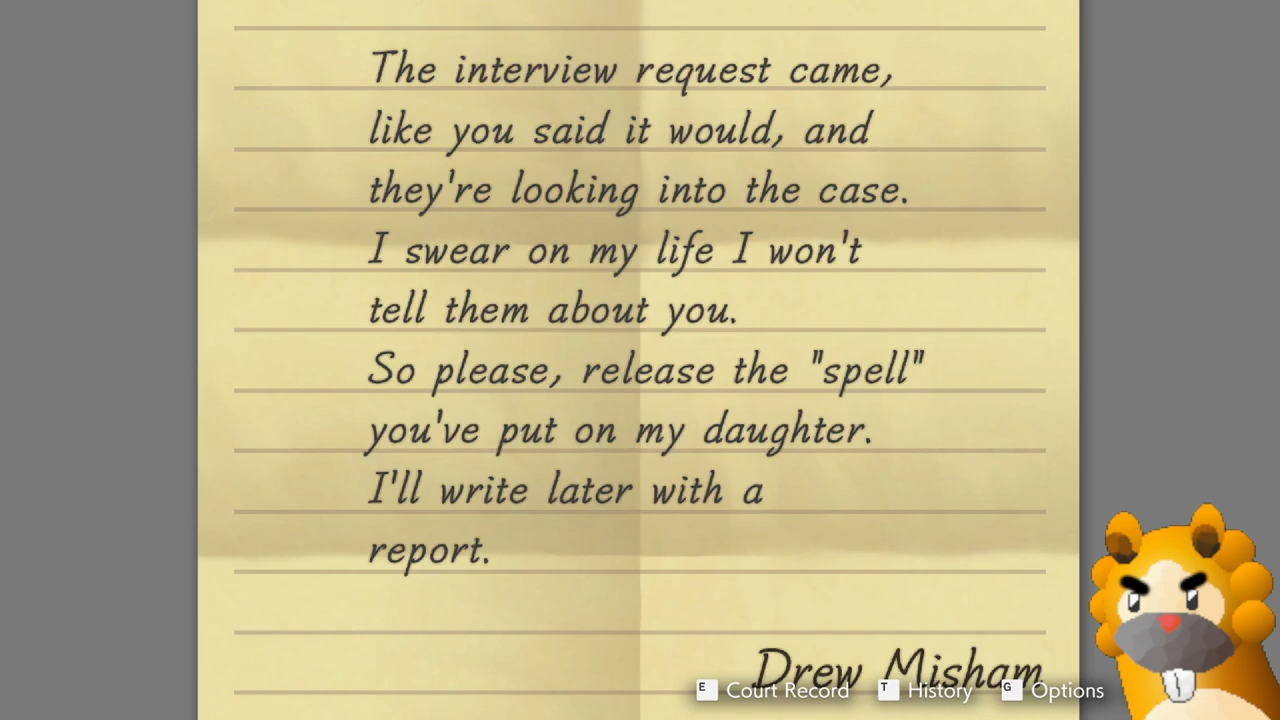 The interview request came,
like you said it would, and
they're looking into the case.
I swear on my life I won't
tell them about you.
So please, release the "spell"
you've put on my daughter.
I'll write later with a
report.
Drew Misham
E Court Record T History G Options